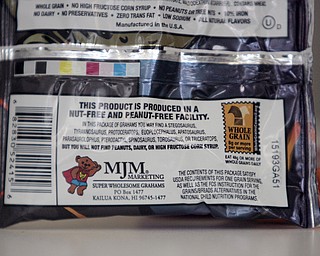 WHOLE GRAIN • NO HIGH FRUCTOSE CORN SYRUP
NO DAIRY • NO PRESERVATIVES • ZERO TRANS FAT • LOW SODIUM • ALL NATURAL FLAVORS
Manufactured in the U.S.A.
THIS PRODUCT IS PRODUCED IN A
NUT-FREE AND PEANUT-FREE FACILITY.
IN THIS PACKAGE OF GRAHAMS YOU MAY FIND A STEGOSAURUS,
TYRANNOSAURUS, PROTOCERATOPS, EUOPLOCEPHALUS, APATOSAURUS,
PARASAUROLOPHUS, PTERODACTYL, SPINOSAURUS, TOROSAURUS, OR TRICERATOPS.
BUT YOU WILL NOT FIND PEANUTS, DAIRY, OR HIGH FRUCTOSE CORN SYRUP.
WHOLE
GRAIN
8g or more
per serving
EAT 48g OR MORE OF
WHOLE GRAINS DAILY
MJM
MARKETING
SUPER WHOLESOME GRAHAMS
PO Box 1477
KAILUA KONA, HI 96745-1477
THE CONTENTS OF THIS PACKAGE SATISFY
USDA REQUIREMENTS FOR ONE GRAIN SERVING,
AS WELL AS THE FCS INSTRUCTION FOR THE
GRAINS/BREADS ALTERNATIVES IN THE
NATIONAL CHILD NUTRITION PROGRAMS.